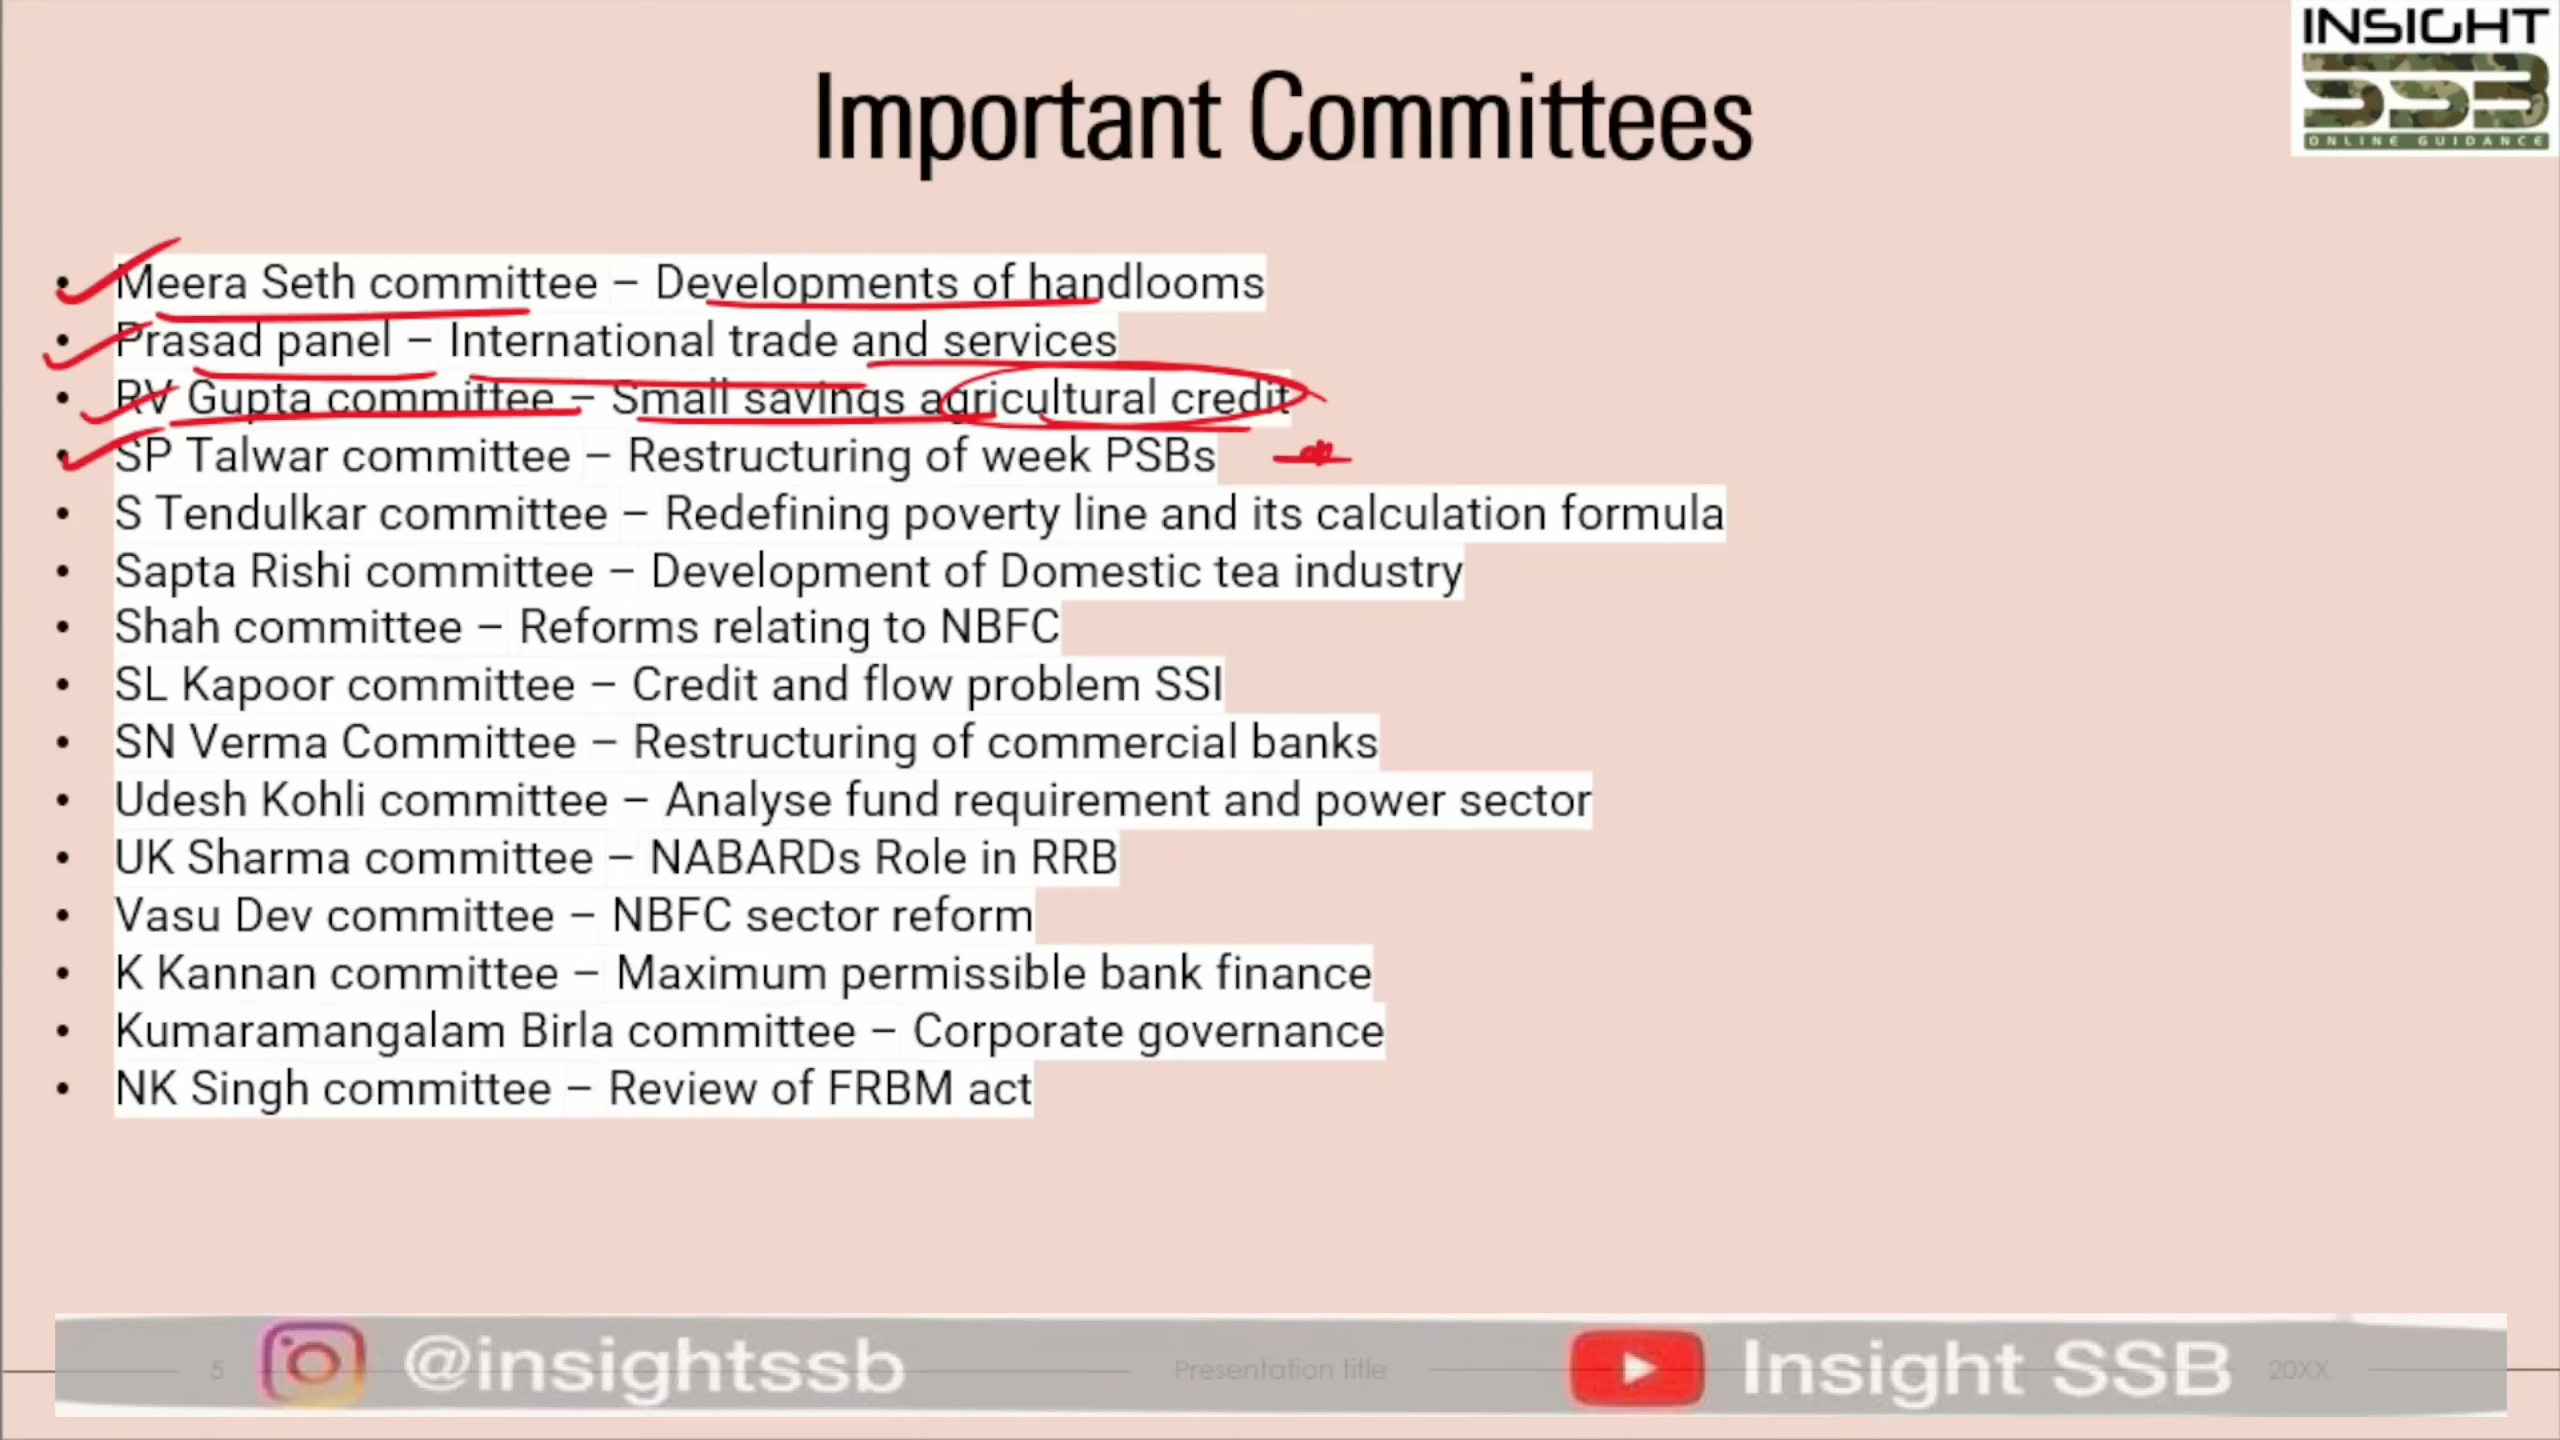 INSIGHT
SSB
ONLINE GUIDANCE
Important Committees
• Meera Seth committee – Developments of handlooms
• Prasad panel – International trade and services
• RV Gupta committee – Small savings agricultural credit
• SP Talwar committee – Restructuring of week PSBs
• S Tendulkar committee – Redefining poverty line and its calculation formula
• Sapta Rishi committee – Development of Domestic tea industry
• Shah committee – Reforms relating to NBFC
• SL Kapoor committee – Credit and flow problem SSI
• SN Verma Committee – Restructuring of commercial banks
• Udesh Kohli committee – Analyse fund requirement and power sector
• UK Sharma committee – NABARDs Role in RRB
• Vasu Dev committee – NBFC sector reform
• K Kannan committee – Maximum permissible bank finance
• Kumaramangalam Birla committee – Corporate governance
• NK Singh committee – Review of FRBM act
5 @insightssb Presentation title Insight SSB 20XX